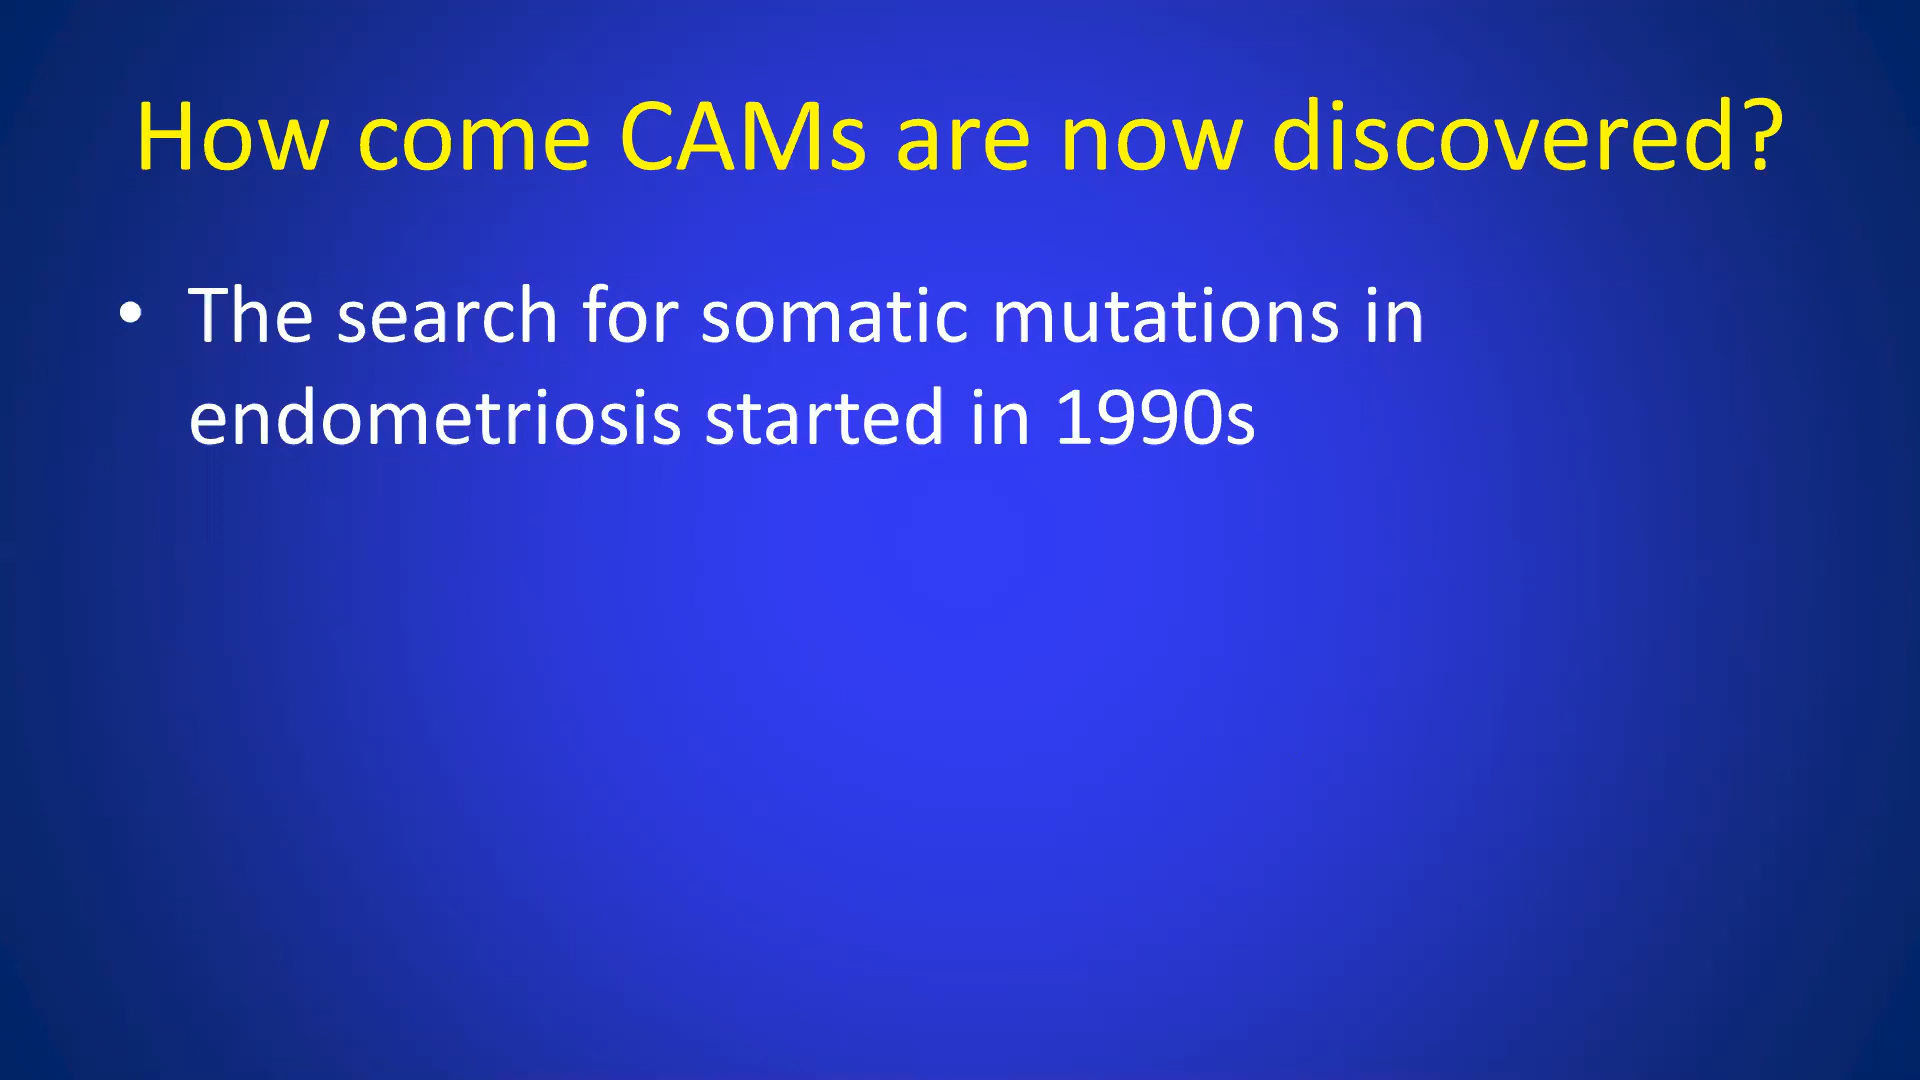 How come CAMs are now discovered?
• The search for somatic mutations in
endometriosis started in 1990s